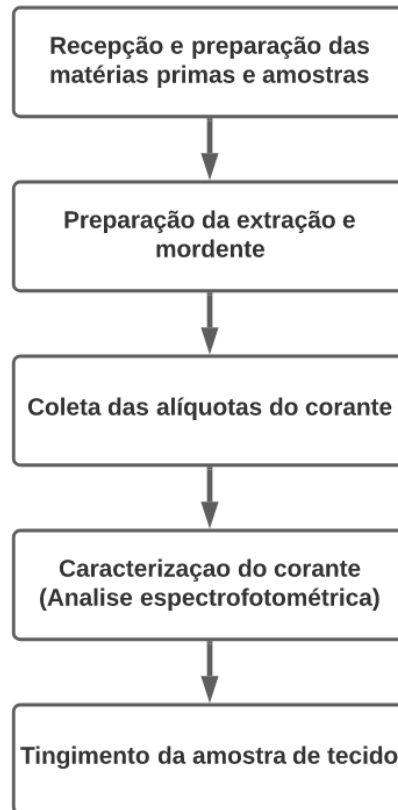 Recepção e preparação das
matérias primas e amostras
Preparação da extração e
mordente
Coleta das alíquotas do corante
Caracterizaçao do corante
(Analise espectrofotométrica)
Tingimento da amostra de tecido